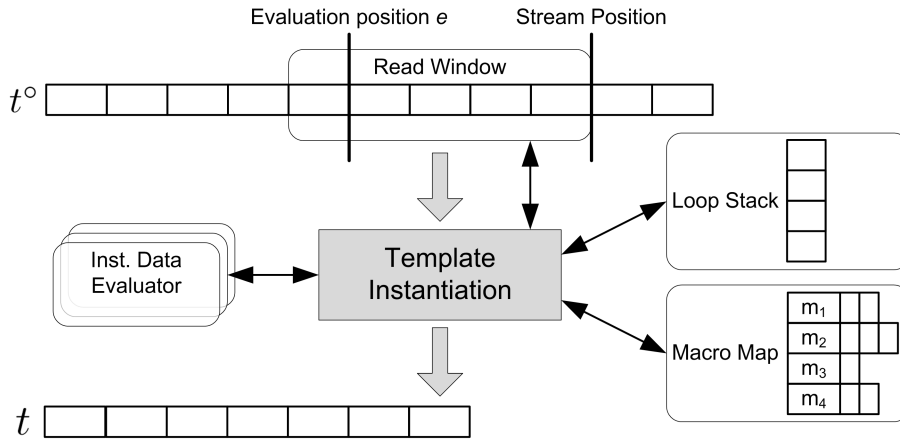 Evaluation position e
Stream Position
Read Window
t°
Loop Stack
Inst. Data
Evaluator
Template
Instantiation
Macro Map
m₁
m₂
m₃
m₄
t